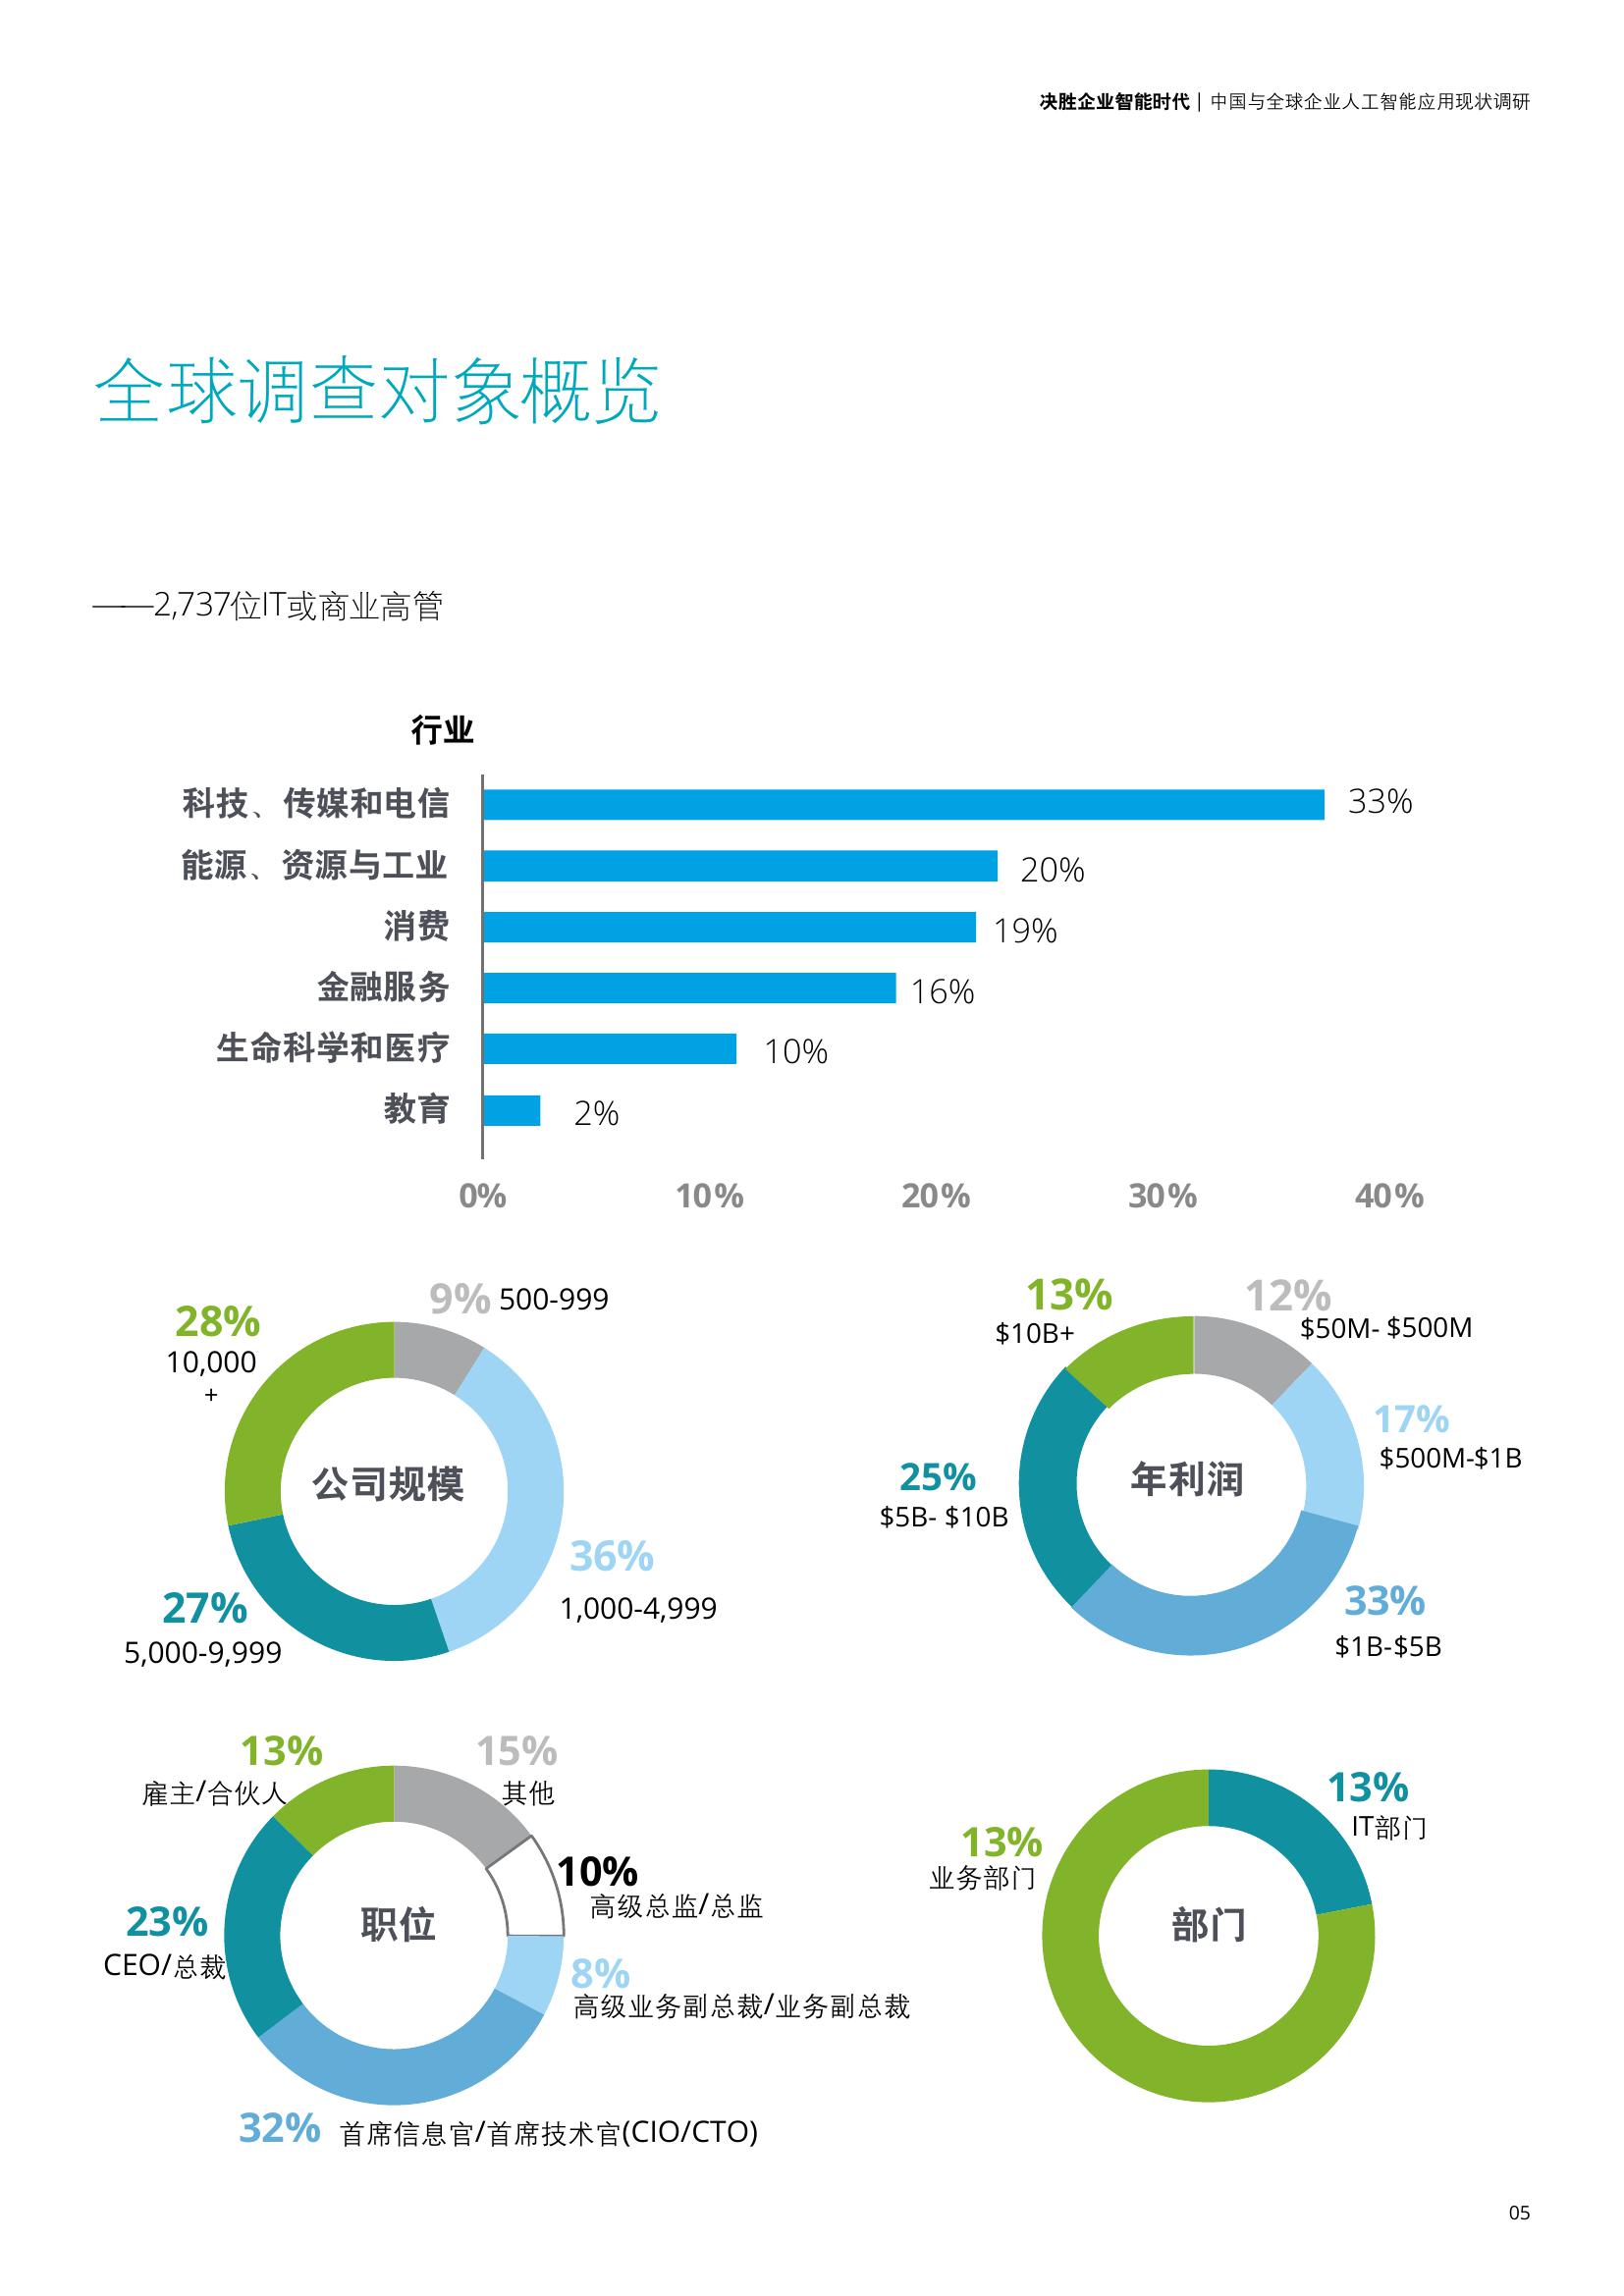 决胜企业智能时代 | 中国与全球企业人工智能应用现状调研
全球调查对象概览
——2,737位IT或商业高管
行业
科技、传媒和电信 33%
能源、资源与工业 20%
消费 19%
金融服务 16%
生命科学和医疗 10%
教育 2%
0% 10% 20% 30% 40%
28%
10,000
+
9% 500-999
公司规模
36%
1,000-4,999
27%
5,000-9,999
13%
$10B+
12%
$50M- $500M
17%
$500M-$1B
25%
$5B- $10B
年利润
33%
$1B-$5B
13%
雇主/合伙人
15%
其他
10%
高级总监/总监
23%
CEO/总裁
职位
8%
高级业务副总裁/业务副总裁
32% 首席信息官/首席技术官(CIO/CTO)
13%
IT部门
13%
业务部门
部门
05